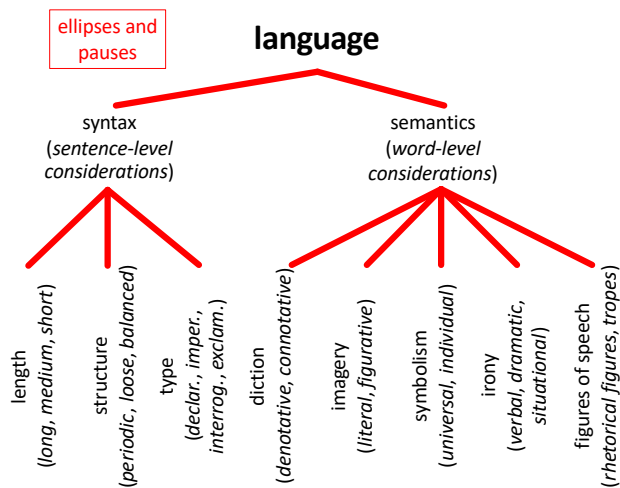 ellipses and
pauses
language
syntax
(sentence-level
considerations)
semantics
(word-level
considerations)
length
(long, medium, short)
structure
(periodic, loose, balanced)
type
(declar., imper.,
interrog., exclam.)
diction
(denotative, connotative)
imagery
(literal, figurative)
symbolism
(universal, individual)
irony
(verbal, dramatic,
situational)
figures of speech
(rhetorical figures, tropes)